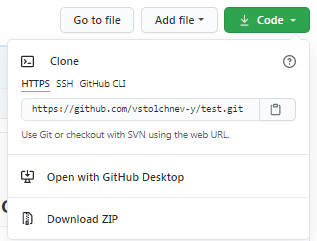 Go to file Add file Code
Clone
HTTPS SSH GitHub CLI
https://github.com/vstolchnev-y/test.git
Use Git or checkout with SVN using the web URL.
Open with GitHub Desktop
Download ZIP